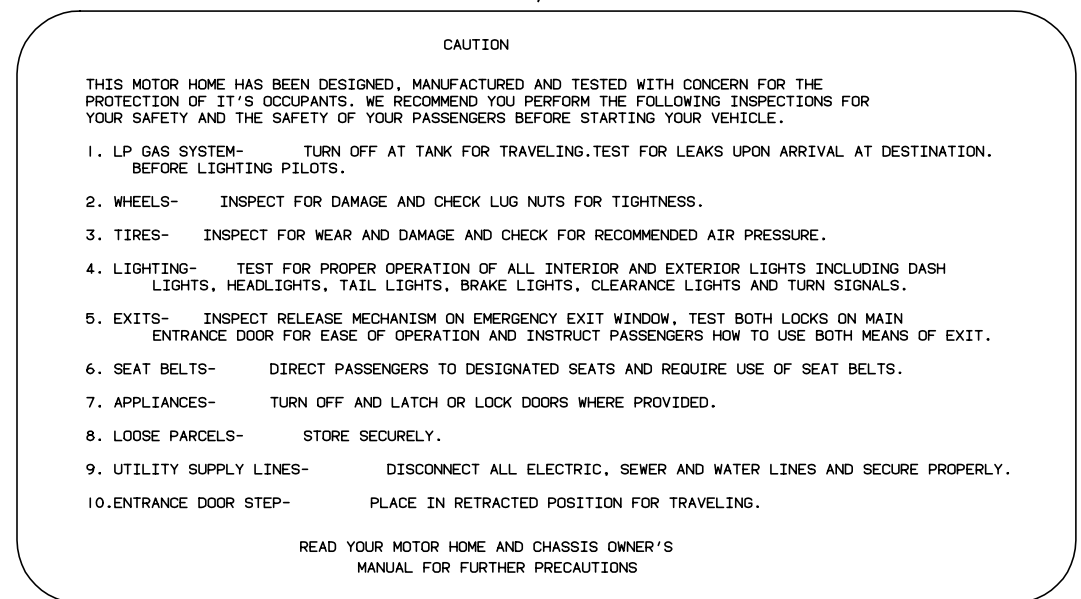 CAUTION
THIS MOTOR HOME HAS BEEN DESIGNED, MANUFACTURED AND TESTED WITH CONCERN FOR THE
PROTECTION OF IT'S OCCUPANTS. WE RECOMMEND YOU PERFORM THE FOLLOWING INSPECTIONS FOR
YOUR SAFETY AND THE SAFETY OF YOUR PASSENGERS BEFORE STARTING YOUR VEHICLE.
1. LP GAS SYSTEM- TURN OFF AT TANK FOR TRAVELING.TEST FOR LEAKS UPON ARRIVAL AT DESTINATION.
BEFORE LIGHTING PILOTS.
2. WHEELS- INSPECT FOR DAMAGE AND CHECK LUG NUTS FOR TIGHTNESS.
3. TIRES- INSPECT FOR WEAR AND DAMAGE AND CHECK FOR RECOMMENDED AIR PRESSURE.
4. LIGHTING- TEST FOR PROPER OPERATION OF ALL INTERIOR AND EXTERIOR LIGHTS INCLUDING DASH
LIGHTS, HEADLIGHTS, TAIL LIGHTS, BRAKE LIGHTS, CLEARANCE LIGHTS AND TURN SIGNALS.
5. EXITS- INSPECT RELEASE MECHANISM ON EMERGENCY EXIT WINDOW, TEST BOTH LOCKS ON MAIN
ENTRANCE DOOR FOR EASE OF OPERATION AND INSTRUCT PASSENGERS HOW TO USE BOTH MEANS OF EXIT.
6. SEAT BELTS- DIRECT PASSENGERS TO DESIGNATED SEATS AND REQUIRE USE OF SEAT BELTS.
7. APPLIANCES- TURN OFF AND LATCH OR LOCK DOORS WHERE PROVIDED.
8. LOOSE PARCELS- STORE SECURELY.
9. UTILITY SUPPLY LINES- DISCONNECT ALL ELECTRIC, SEWER AND WATER LINES AND SECURE PROPERLY.
10.ENTRANCE DOOR STEP- PLACE IN RETRACTED POSITION FOR TRAVELING.
READ YOUR MOTOR HOME AND CHASSIS OWNER'S
MANUAL FOR FURTHER PRECAUTIONS